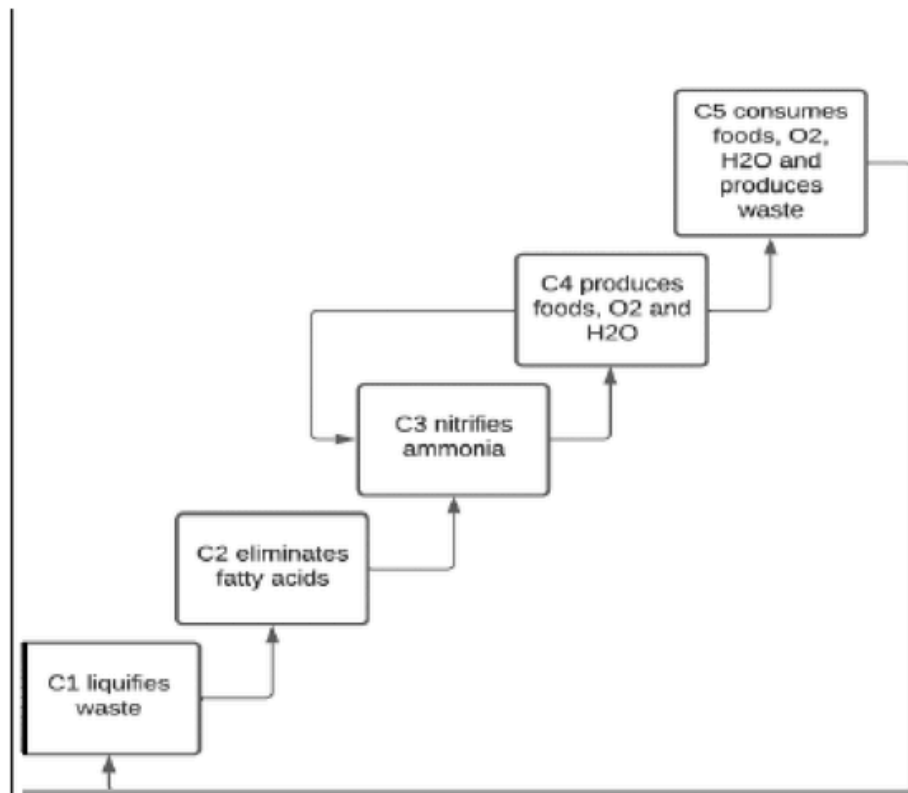 C5 consumes
foods, O2,
H2O and
produces
waste
C4 produces
foods, O2 and
H2O
C3 nitrifies
ammonia
C2 eliminates
fatty acids
C1 liquifies
waste